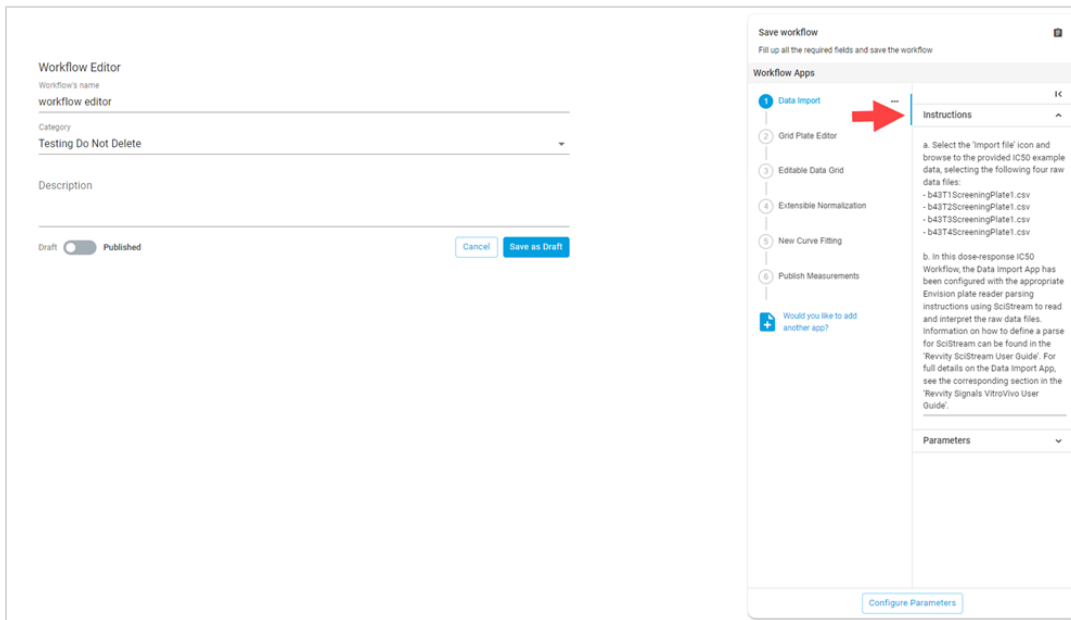 Workflow Editor
Workflow's name
workflow editor
Category
Testing Do Not Delete
Description
Draft Published
Cancel Save as Draft
Save workflow
Fill up all the required fields and save the workflow
Workflow Apps
1 Data Import
2 Grid Plate Editor
3 Editable Data Grid
4 Extensible Normalization
5 New Curve Fitting
6 Publish Measurements
Would you like to add
another app?
Instructions
a. Select the 'Import file' icon and
browse to the provided IC50 example
data, selecting the following four raw
data files:
- b43T1ScreeningPlate1.csv
- b43T2ScreeningPlate1.csv
- b43T3ScreeningPlate1.csv
- b43T4ScreeningPlate1.csv
b. In this dose-response IC50
Workflow, the Data Import App has
been configured with the appropriate
Envision plate reader parsing
instructions using SciStream to read
and interpret the raw data files.
Information on how to define a parse
for SciStream can be found in the
'Revvity SciStream User Guide'. For
full details on the Data Import App,
see the corresponding section in the
'Revvity Signals VitroVivo User
Guide'.
Parameters
Configure Parameters